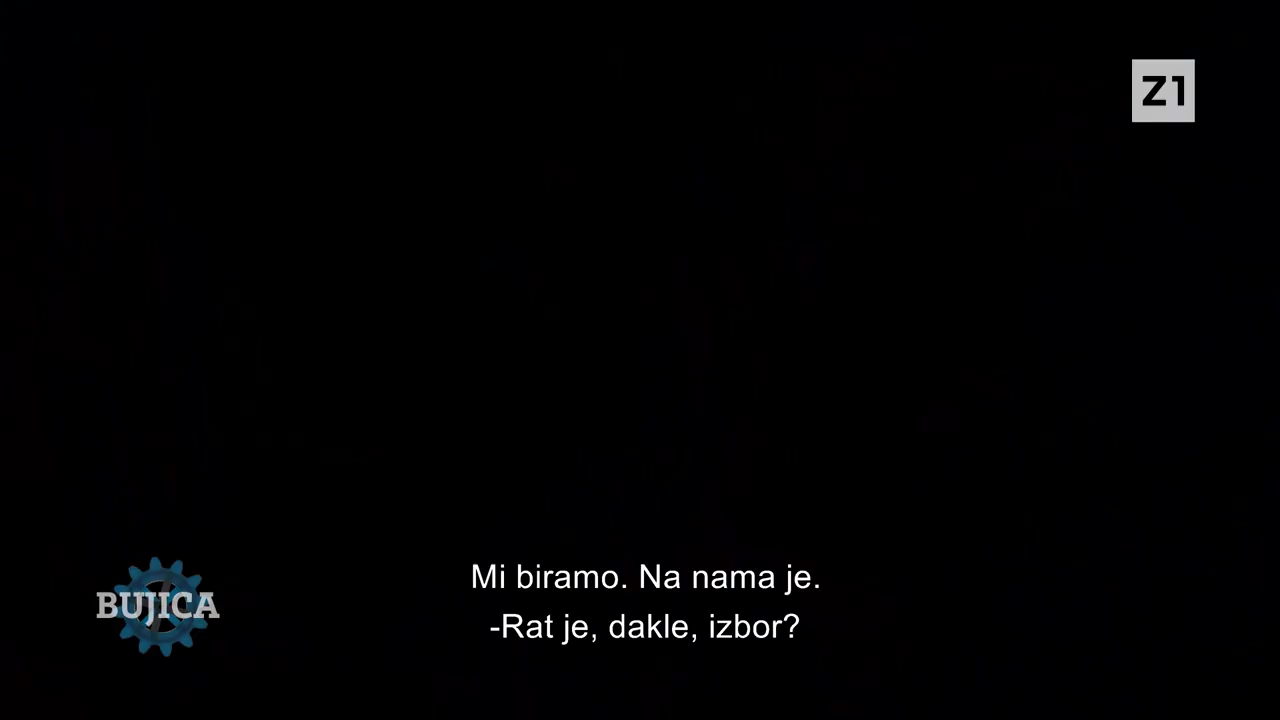 Z1
BUJICA
Mi biramo. Na nama je.
-Rat je, dakle, izbor?